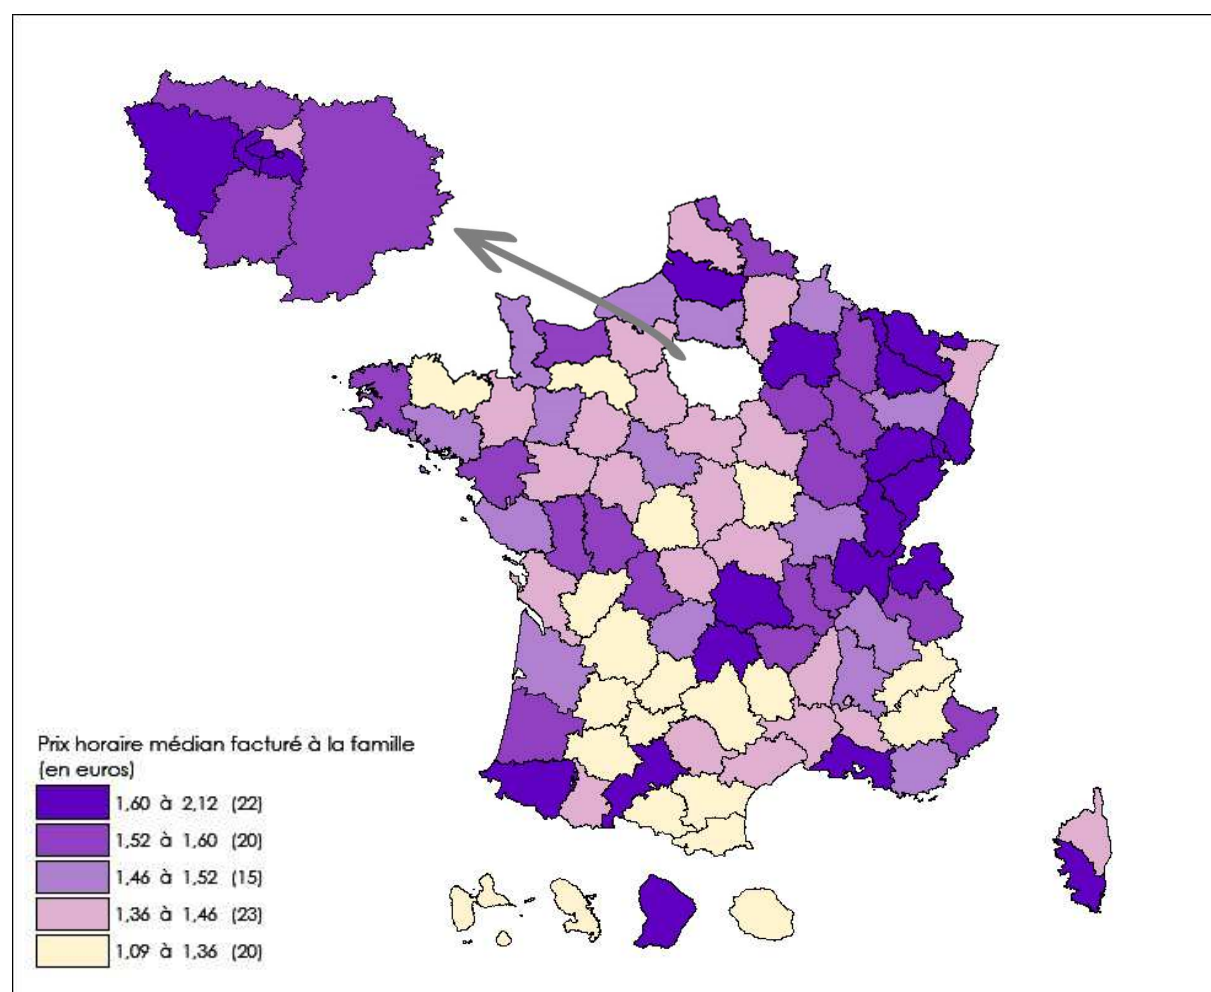 Prix horaire médian facturé à la famille
(en euros)
1,60 à 2,12 (22)
1,52 à 1,60 (20)
1,46 à 1,52 (15)
1,36 à 1,46 (23)
1,09 à 1,36 (20)